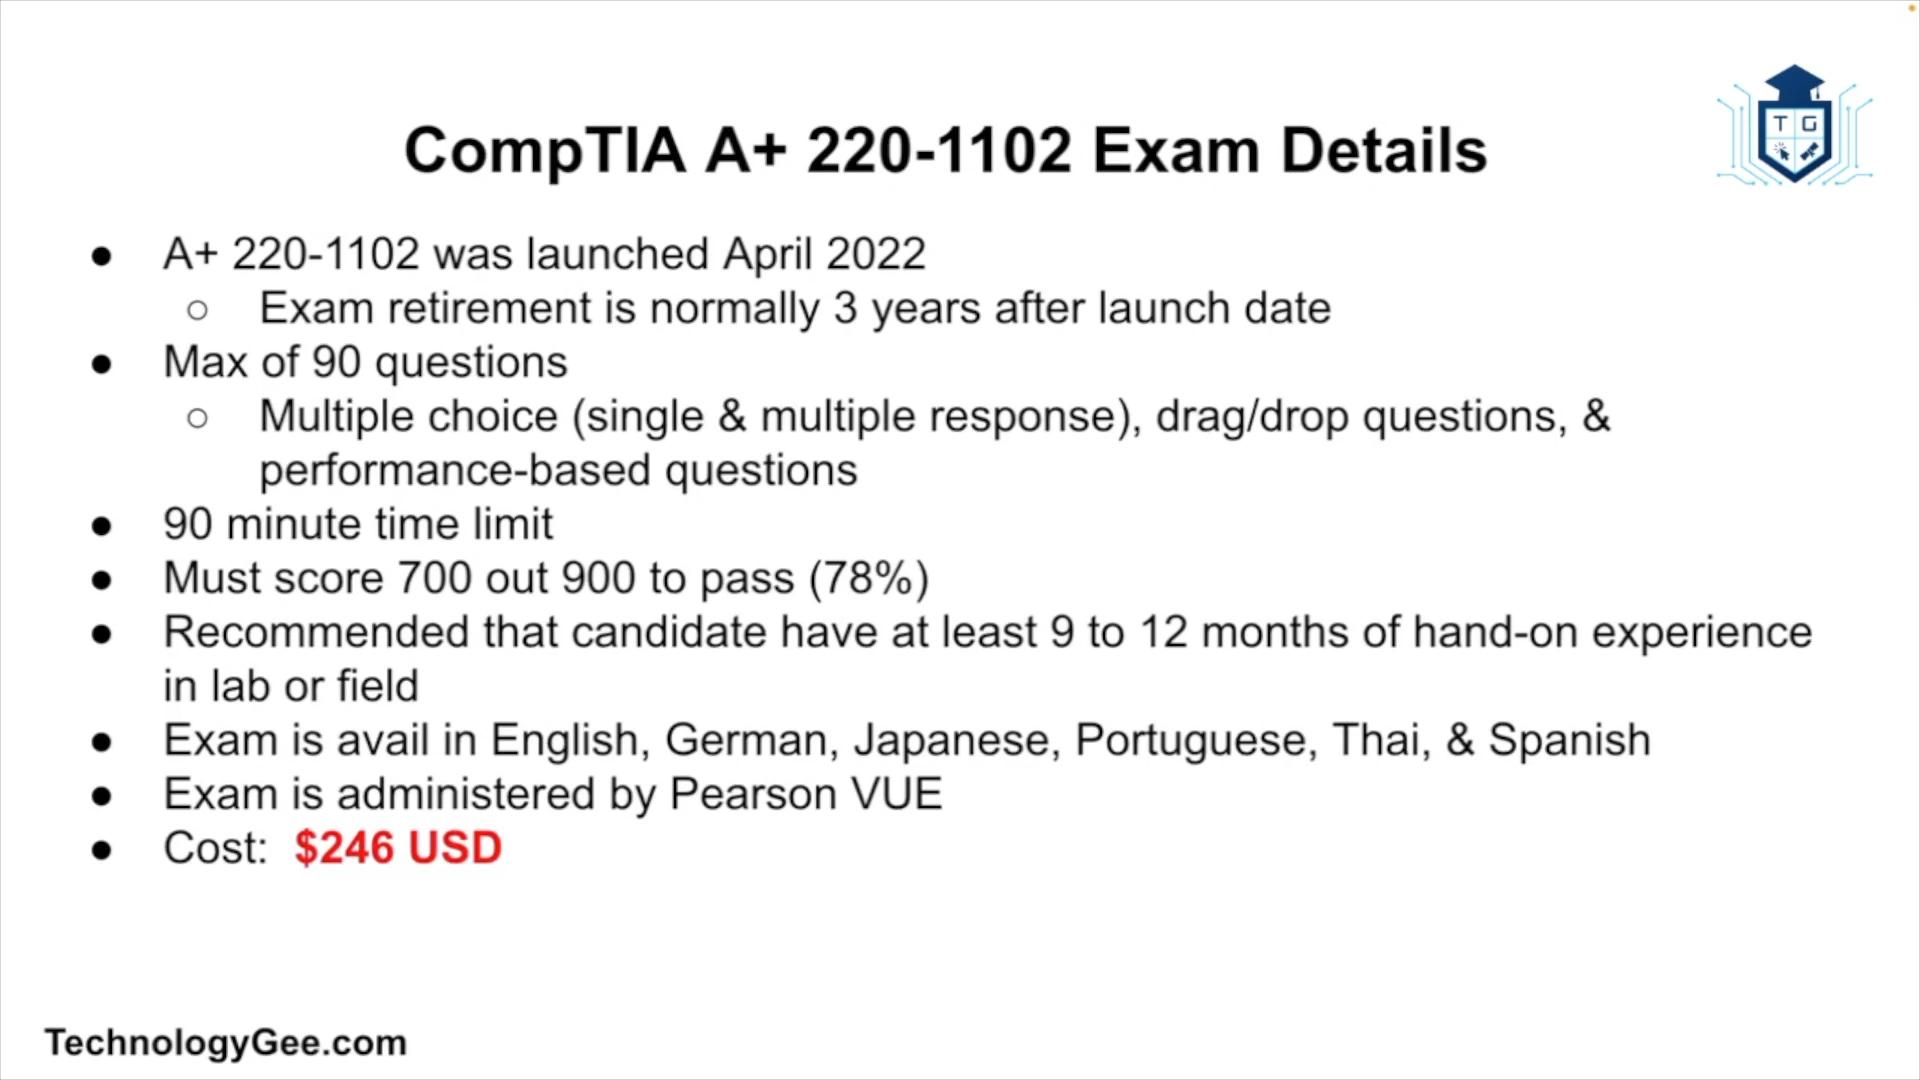 CompTIA A+ 220-1102 Exam Details
T G
● A+ 220-1102 was launched April 2022
○ Exam retirement is normally 3 years after launch date
● Max of 90 questions
○ Multiple choice (single & multiple response), drag/drop questions, &
performance-based questions
● 90 minute time limit
● Must score 700 out 900 to pass (78%)
● Recommended that candidate have at least 9 to 12 months of hand-on experience
in lab or field
● Exam is avail in English, German, Japanese, Portuguese, Thai, & Spanish
● Exam is administered by Pearson VUE
● Cost: $246 USD
TechnologyGee.com